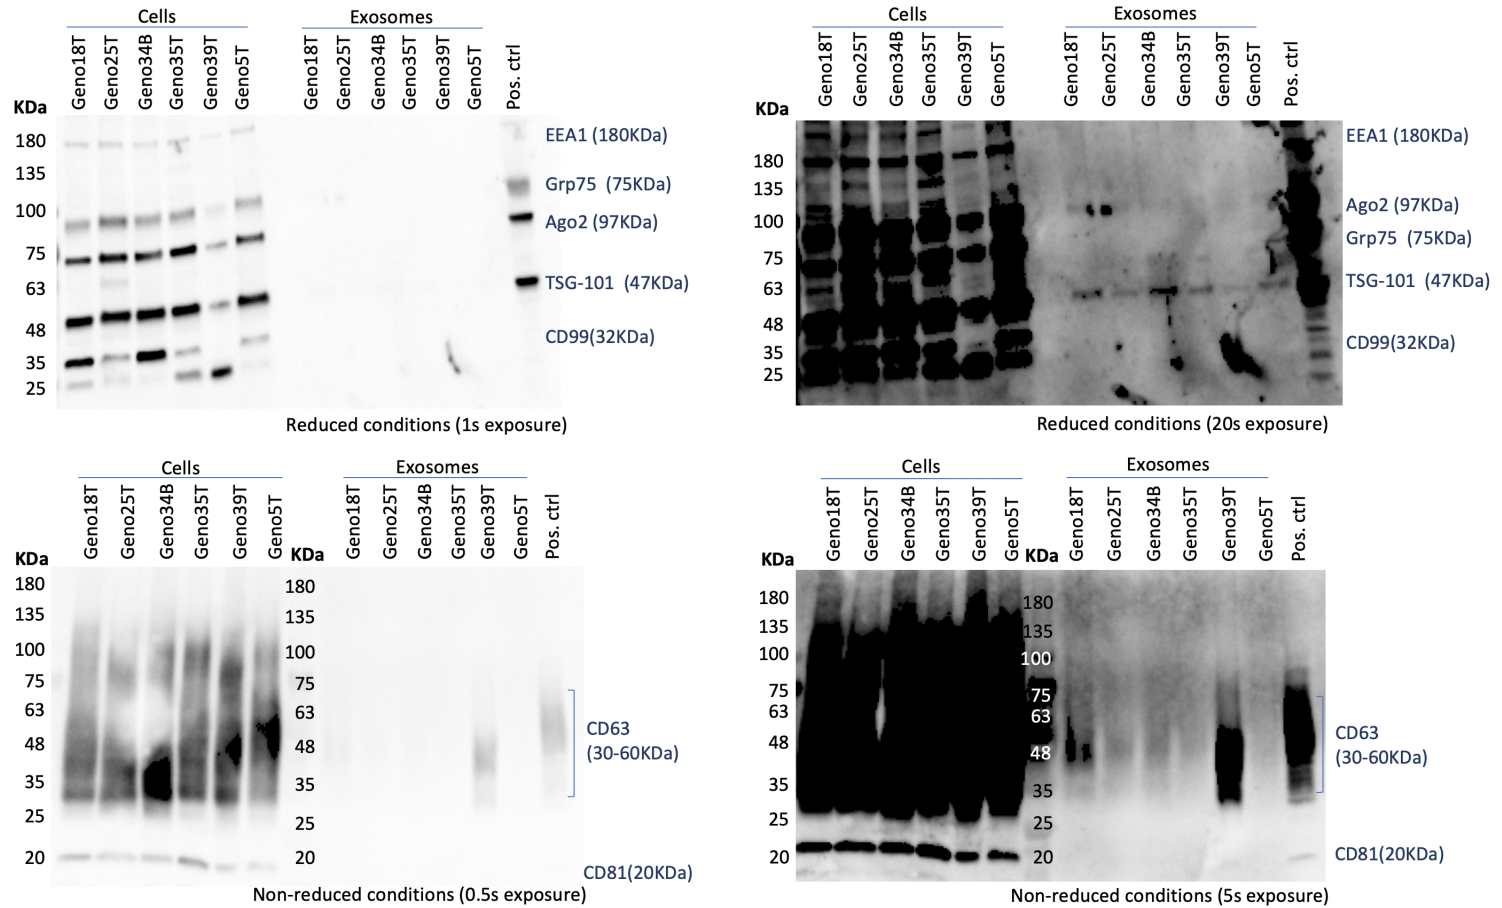 Cells
Exosomes
Geno18T
Geno25T
Geno34B
Geno35T
Geno39T
Geno5T
Geno18T
Geno25T
Geno34B
Geno35T
Geno39T
Geno5T
Pos. ctrl
KDa
180
135
100
75
63
48
35
25
EEA1 (180KDa)
Grp75 (75KDa)
Ago2 (97KDa)
TSG-101 (47KDa)
CD99(32KDa)
Reduced conditions (1s exposure)
Cells
Exosomes
Geno18T
Geno25T
Geno34B
Geno35T
Geno39T
Geno5T
Geno18T
Geno25T
Geno34B
Geno35T
Geno39T
Geno5T
Pos. ctrl
KDa
180
135
100
75
63
48
35
25
EEA1 (180KDa)
Ago2 (97KDa)
Grp75 (75KDa)
TSG-101 (47KDa)
CD99(32KDa)
Reduced conditions (20s exposure)
Cells
Exosomes
Geno18T
Geno25T
Geno34B
Geno35T
Geno39T
Geno5T
Geno18T
Geno25T
Geno34B
Geno35T
Geno39T
Geno5T
Pos. ctrl
KDa
180
135
100
75
63
48
35
25
20
KDa
180
135
100
75
63
48
35
25
20
CD63
(30-60KDa)
CD81(20KDa)
Non-reduced conditions (0.5s exposure)
Cells
Exosomes
Geno18T
Geno25T
Geno34B
Geno35T
Geno39T
Geno5T
Geno18T
Geno25T
Geno34B
Geno35T
Geno39T
Geno5T
Pos. ctrl
KDa
180
135
100
75
63
48
35
25
20
KDa
180
135
100
75
63
48
35
25
20
CD63
(30-60KDa)
CD81(20KDa)
Non-reduced conditions (5s exposure)